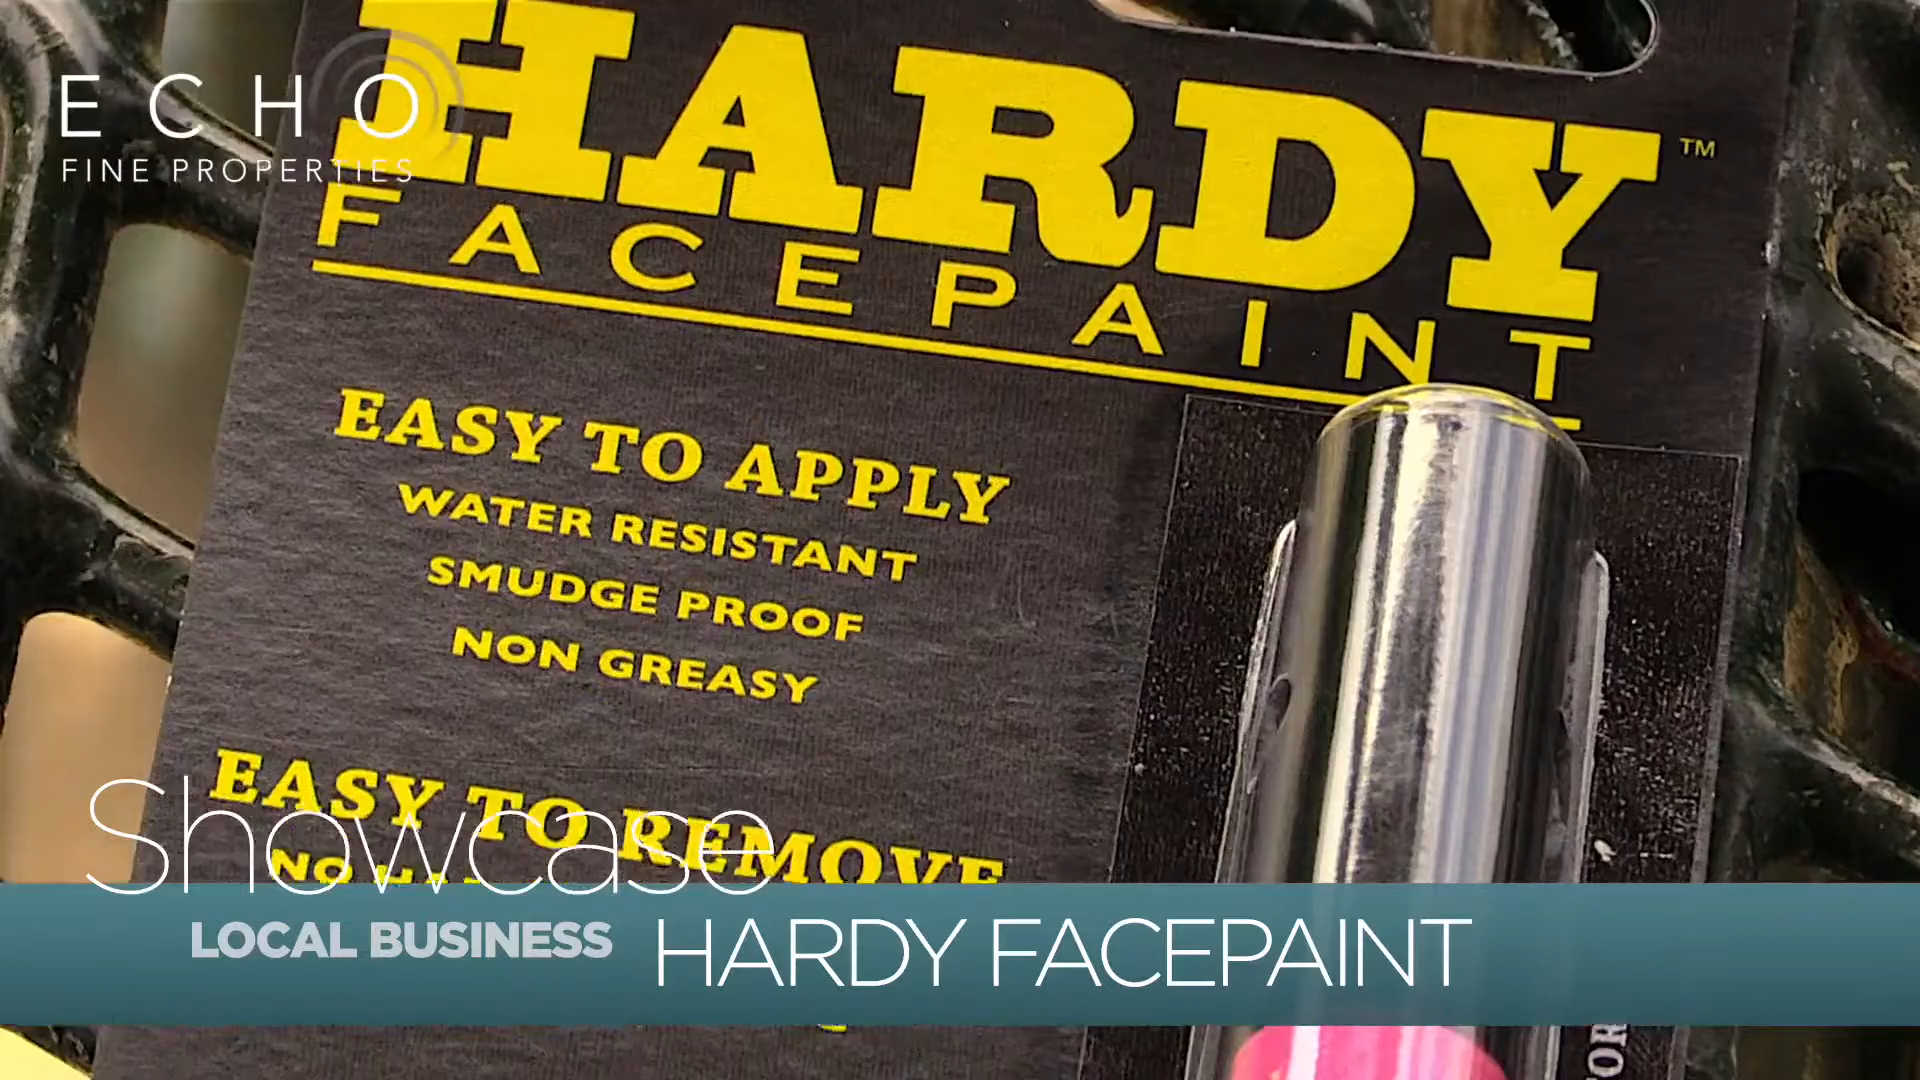 ECHO
FINE PROPERTIES
HARDY™
FACEPAINT
EASY TO APPLY
WATER RESISTANT
SMUDGE PROOF
NON GREASY
EASY TO REMOVE
NO
Showcase
LOCAL BUSINESS HARDY FACEPAINT